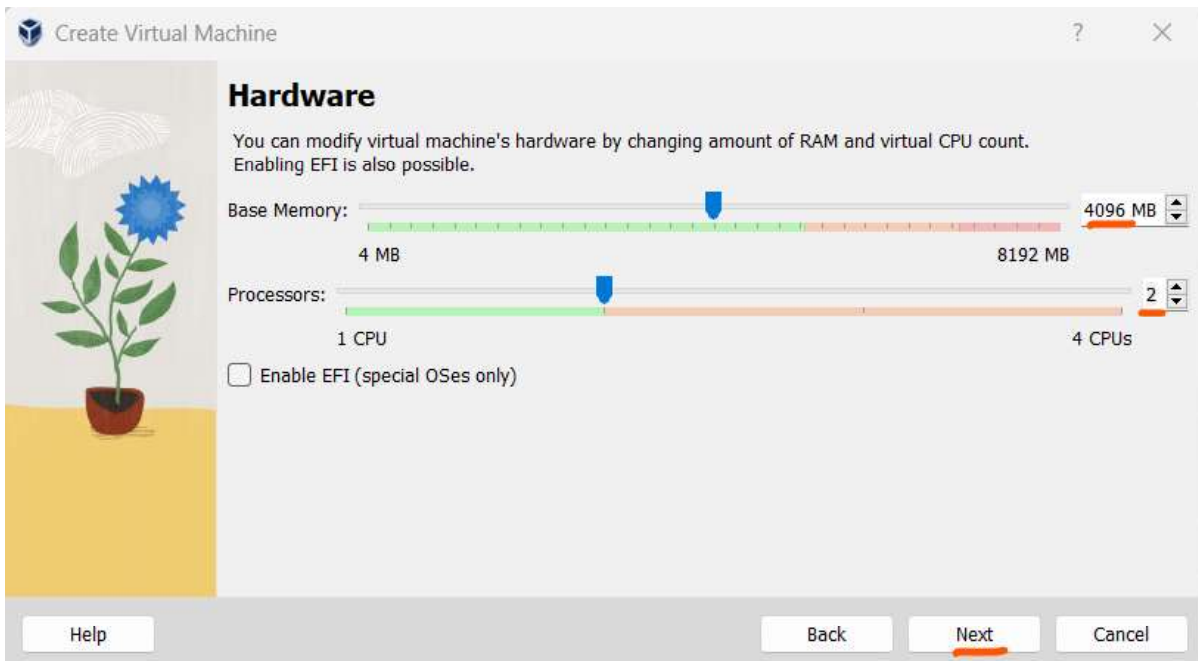 Create Virtual Machine
Hardware
You can modify virtual machine's hardware by changing amount of RAM and virtual CPU count.
Enabling EFI is also possible.
Base Memory: 4096 MB
4 MB 8192 MB
Processors: 2
1 CPU 4 CPUs
Enable EFI (special OSes only)
Help Back Next Cancel